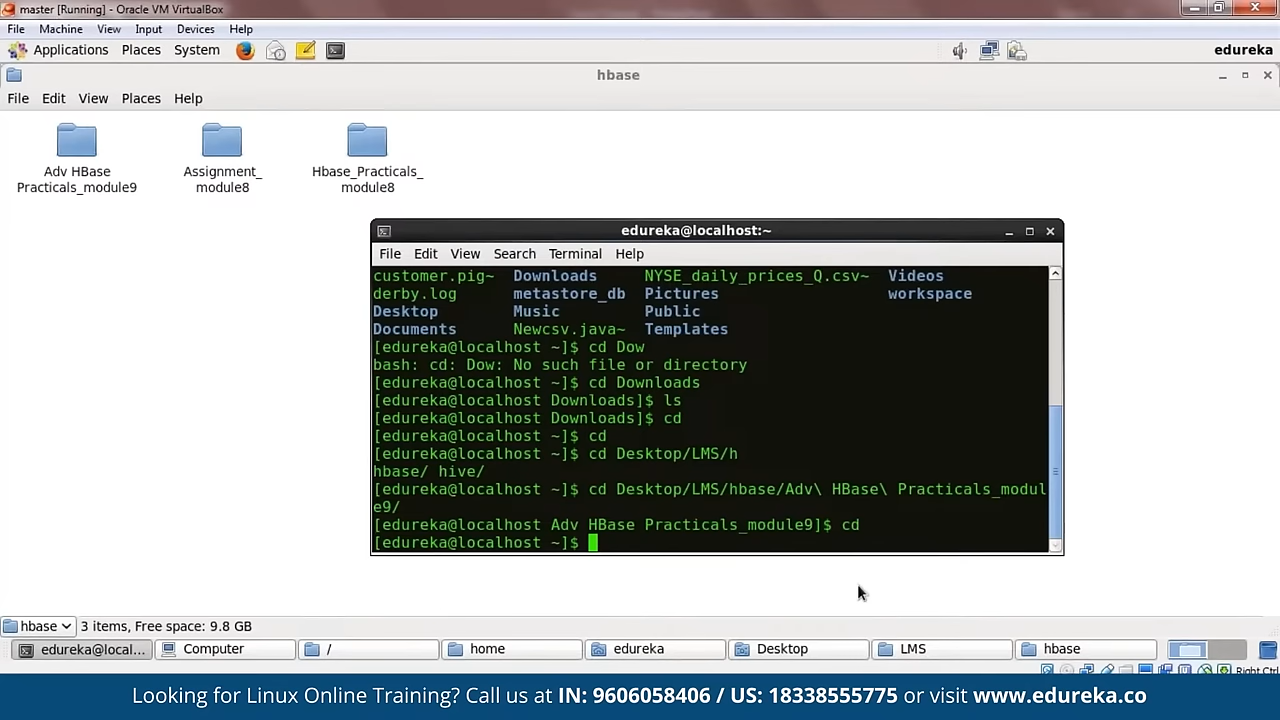 master [Running] - Oracle VM VirtualBox
File Machine View Input Devices Help
Applications Places System edureka
hbase
File Edit View Places Help
Adv HBase
Practicals_module9
Assignment_
module8
Hbase_Practicals_
module8
edureka@localhost:~
File Edit View Search Terminal Help
customer.pig~ Downloads NYSE_daily_prices_Q.csv~ Videos
derby.log metastore_db Pictures workspace
Desktop Music Public
Documents Newcsv.java~ Templates
[edureka@localhost ~]$ cd Dow
bash: cd: Dow: No such file or directory
[edureka@localhost ~]$ cd Downloads
[edureka@localhost Downloads]$ ls
[edureka@localhost Downloads]$ cd
[edureka@localhost ~]$ cd
[edureka@localhost ~]$ cd Desktop/LMS/h
hbase/ hive/
[edureka@localhost ~]$ cd Desktop/LMS/hbase/Adv\ HBase\ Practicals_modul
e9/
[edureka@localhost Adv HBase Practicals_module9]$ cd
[edureka@localhost ~]$
hbase 3 items, Free space: 9.8 GB
edureka@local... Computer / home edureka Desktop LMS hbase
Right Ctrl
Looking for Linux Online Training? Call us at IN: 9606058406 / US: 18338555775 or visit www.edureka.co